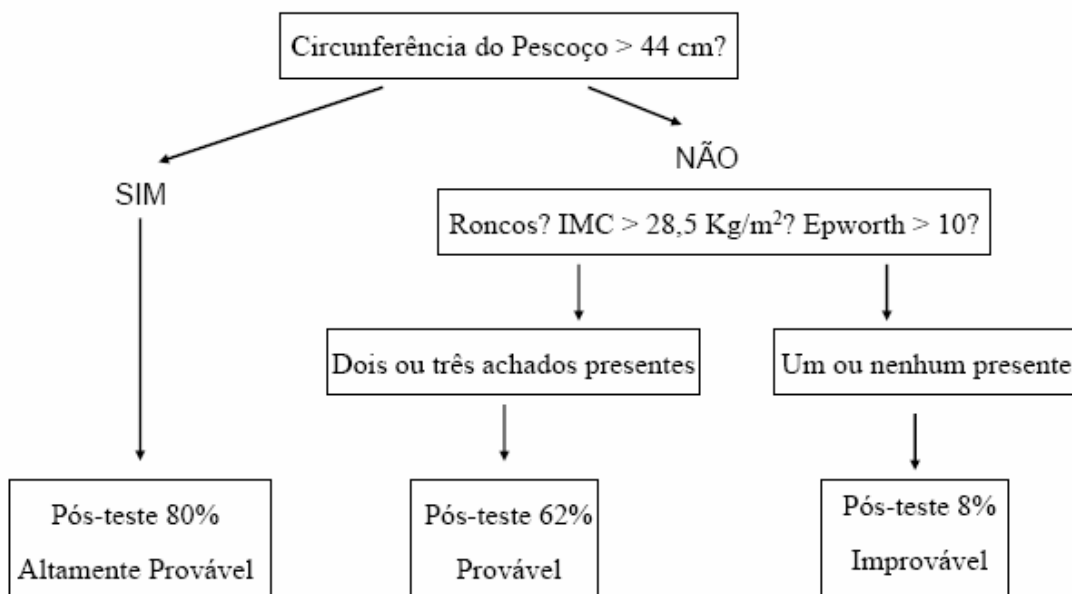 Circunferência do Pescoço > 44 cm?
SIM
NÃO
Roncos? IMC > 28,5 Kg/m²? Epworth > 10?
Dois ou três achados presentes
Um ou nenhum presente
Pós-teste 80%
Altamente Provável
Pós-teste 62%
Provável
Pós-teste 8%
Improvável